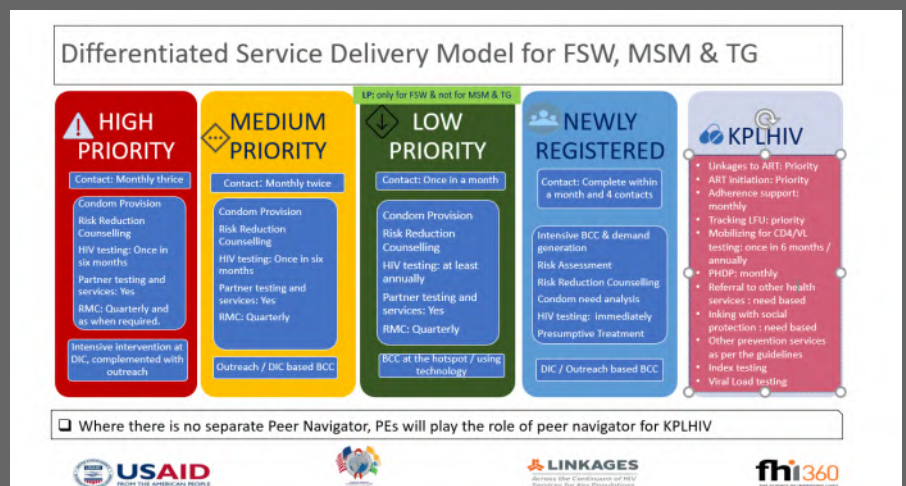 Differentiated Service Delivery Model for FSW, MSM & TG
LP: only for FSW & not for MSM & TG
HIGH
PRIORITY
Contact: Monthly thrice
Condom Provision
Risk Reduction
Counselling
HIV testing: Once in
six months
Partner testing and
services: Yes
RMC: Quarterly and
as when required.
Intensive intervention at
DIC, complemented with
outreach
MEDIUM
PRIORITY
Contact: Monthly twice
Condom Provision
Risk Reduction
Counselling
HIV testing: Once in six
months
Partner testing and
services: Yes
RMC: Quarterly
Outreach / DIC based BCC
LOW
PRIORITY
Contact: Once in a month
Condom Provision
Risk Reduction
Counselling
HIV testing: at least
annually
Partner testing and
services: Yes
RMC: Quarterly
BCC at the hotspot / using
technology
NEWLY
REGISTERED
Contact: Complete within
a month and 4 contacts
Intensive BCC & demand
generation
Risk Assessment
Risk Reduction Counselling
Condom need analysis
HIV testing: immediately
Presumptive Treatment
DIC / Outreach based BCC
KPLHIV
• Linkages to ART: Priority
• ART initiation: Priority
• Adherence support:
monthly
• Tracking LFU: priority
• Mobilizing for CD4/VL
testing: once in 6 months /
annually
• PHDP: monthly
• Referral to other health
services : need based
• Inking with social
protection : need based
• Other prevention services
as per the guidelines
• Index testing
• Viral Load testing
Where there is no separate Peer Navigator, PEs will play the role of peer navigator for KPLHIV
USAID
FROM THE AMERICAN PEOPLE
LINKAGES
Across the Continuum of HIV
Services for Key Populations
fhi360